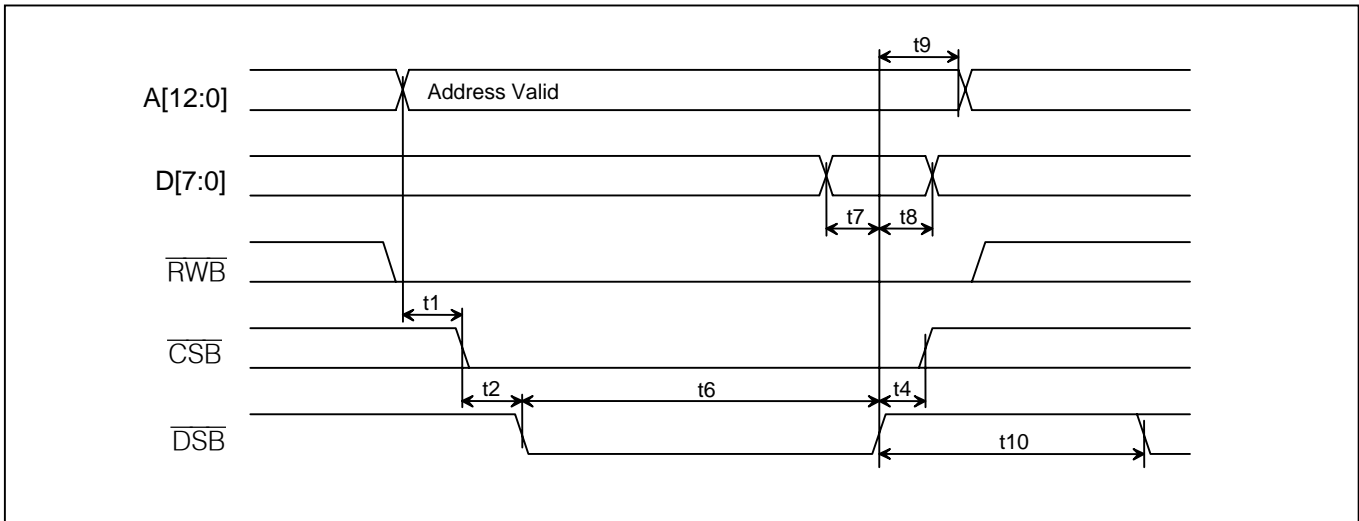 t9
A[12:0] Address Valid
D[7:0]
t7 t8
RWB
t1
CSB
t2 t6 t4
DSB
t10